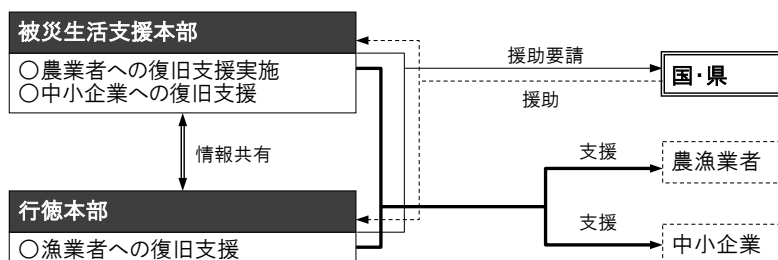 被災生活支援本部
○農業者への復旧支援実施
○中小企業への復旧支援
援助要請
国・県
援助
情報共有
支援
農漁業者
行徳本部
支援
○漁業者への復旧支援
中小企業